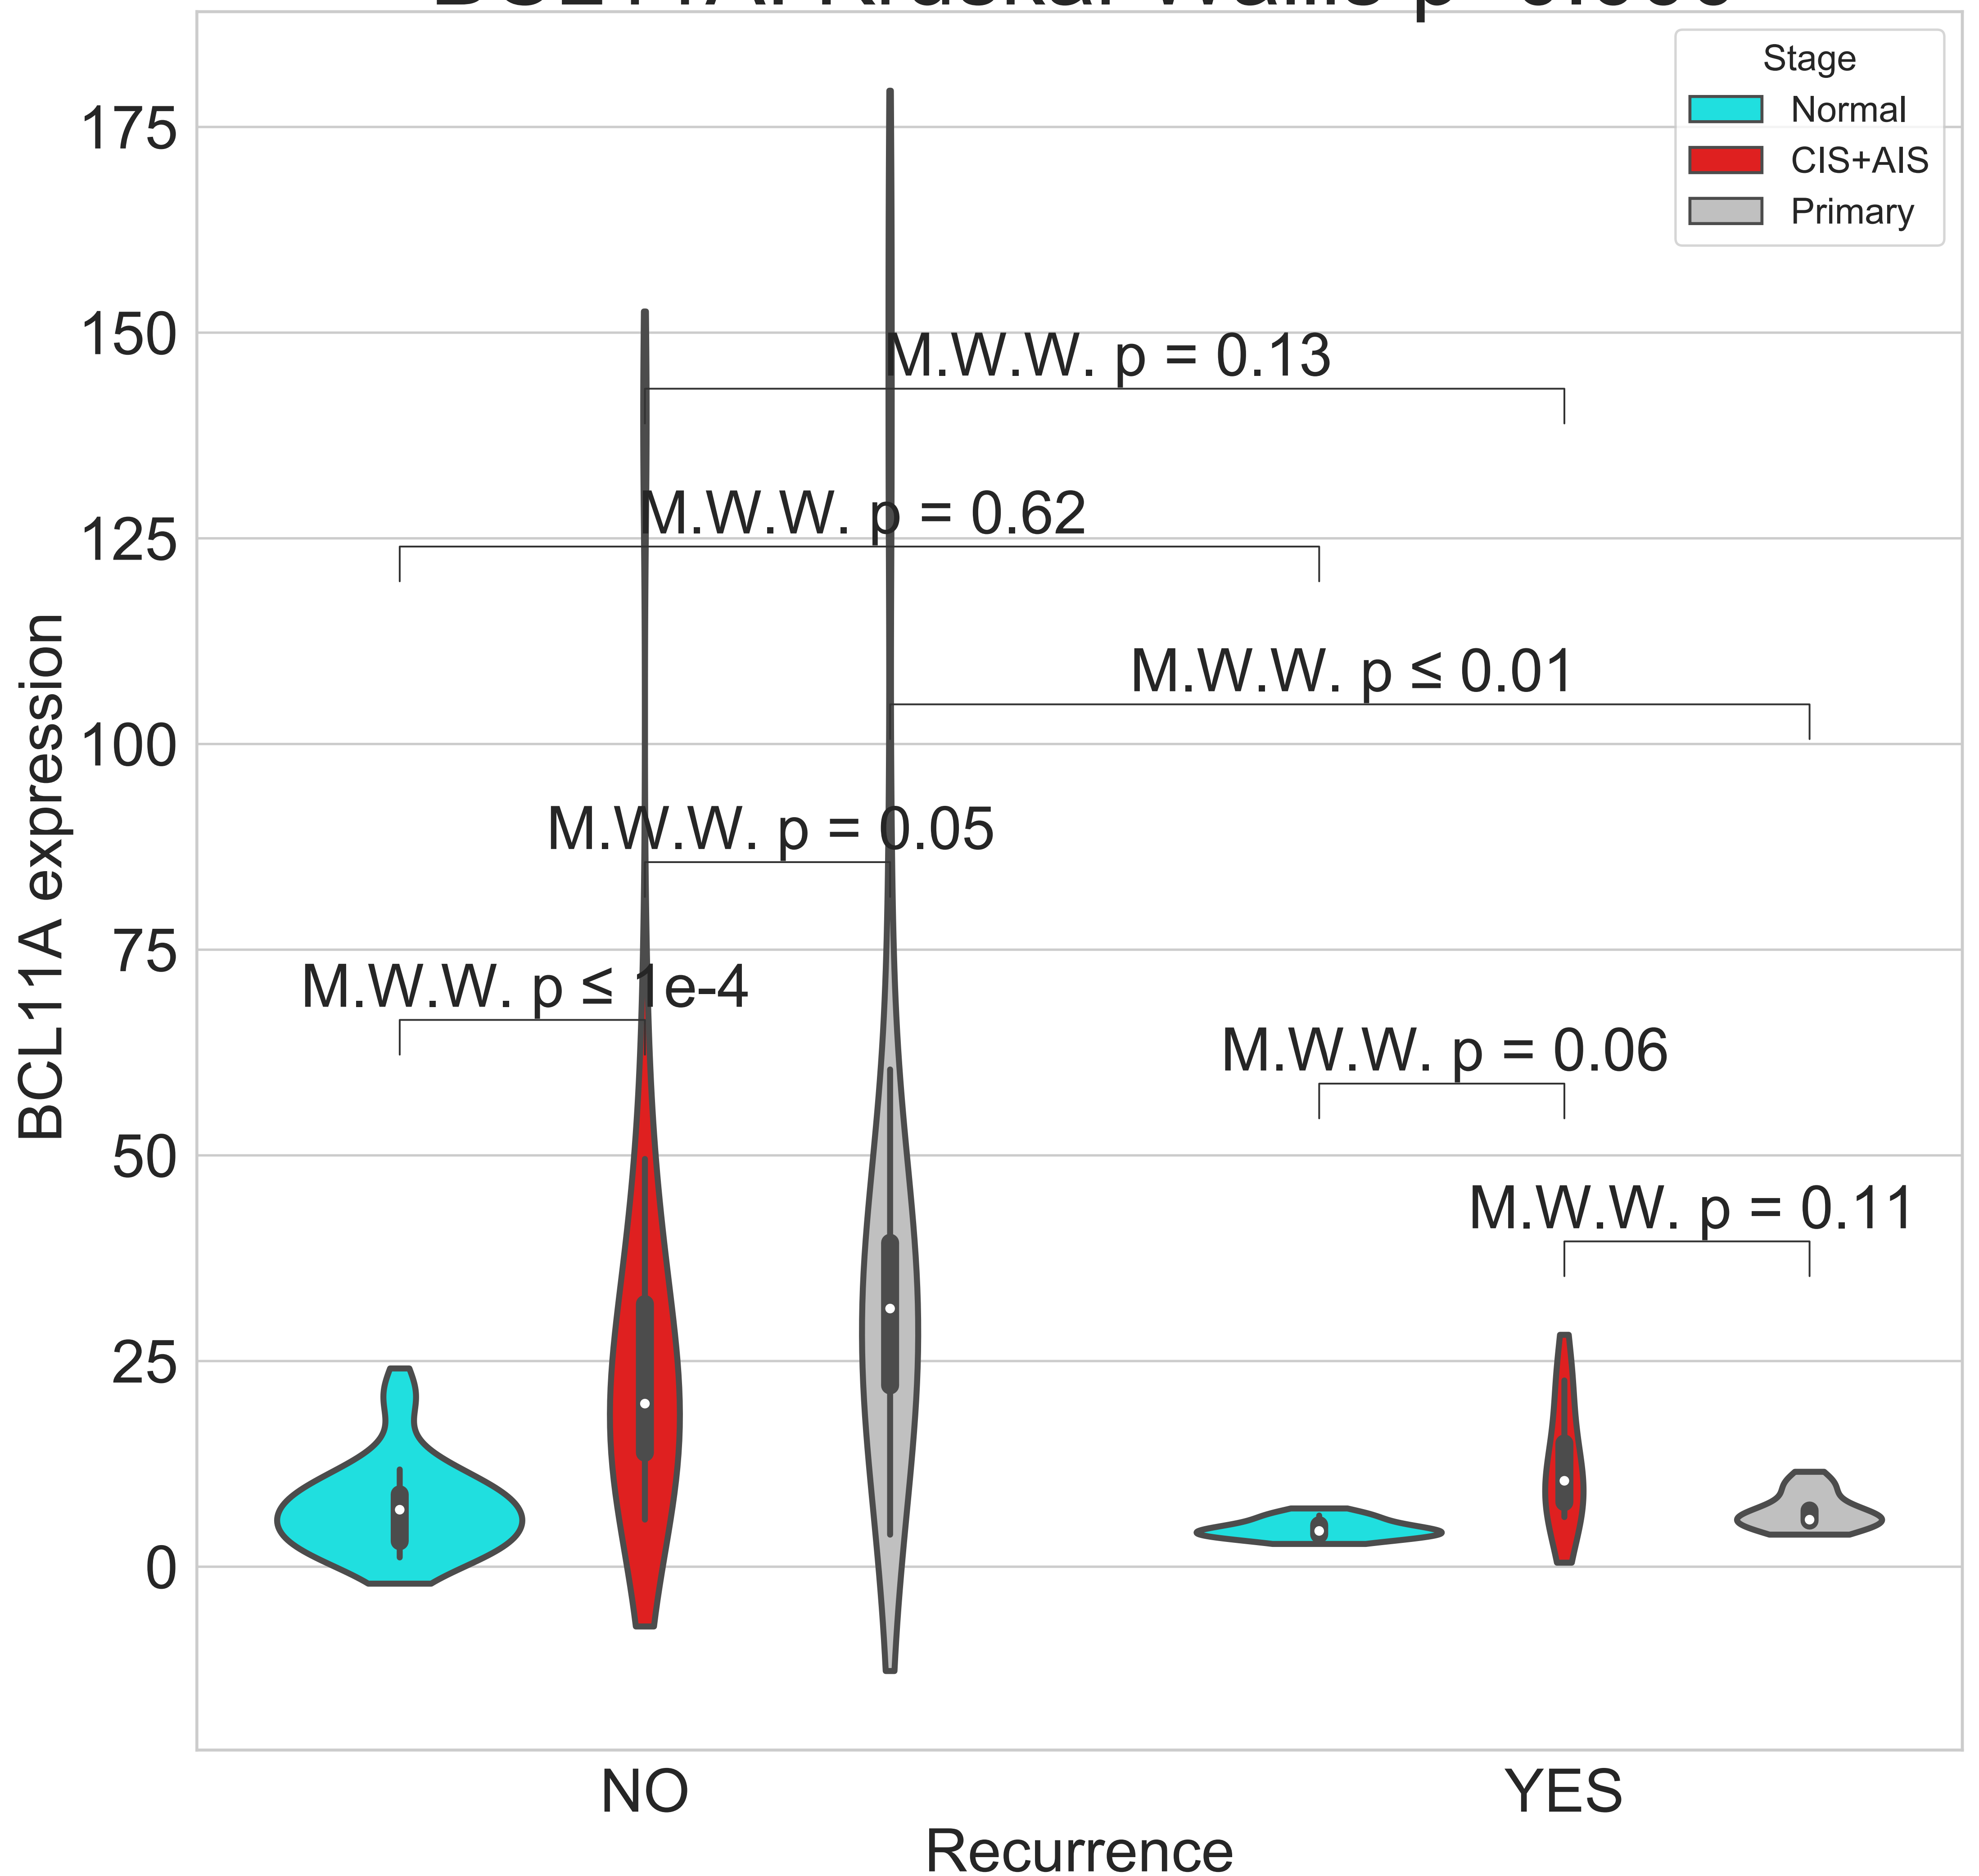 Stage
Normal
CIS+AIS
Primary
175
150
125
100
75
50
25
0
BCL11A expression
M.W.W. p = 0.13
M.W.W. p = 0.62
M.W.W. p ≤ 0.01
M.W.W. p = 0.05
M.W.W. p ≤ 1e-4
M.W.W. p = 0.06
M.W.W. p = 0.11
NO
YES
Recurrence